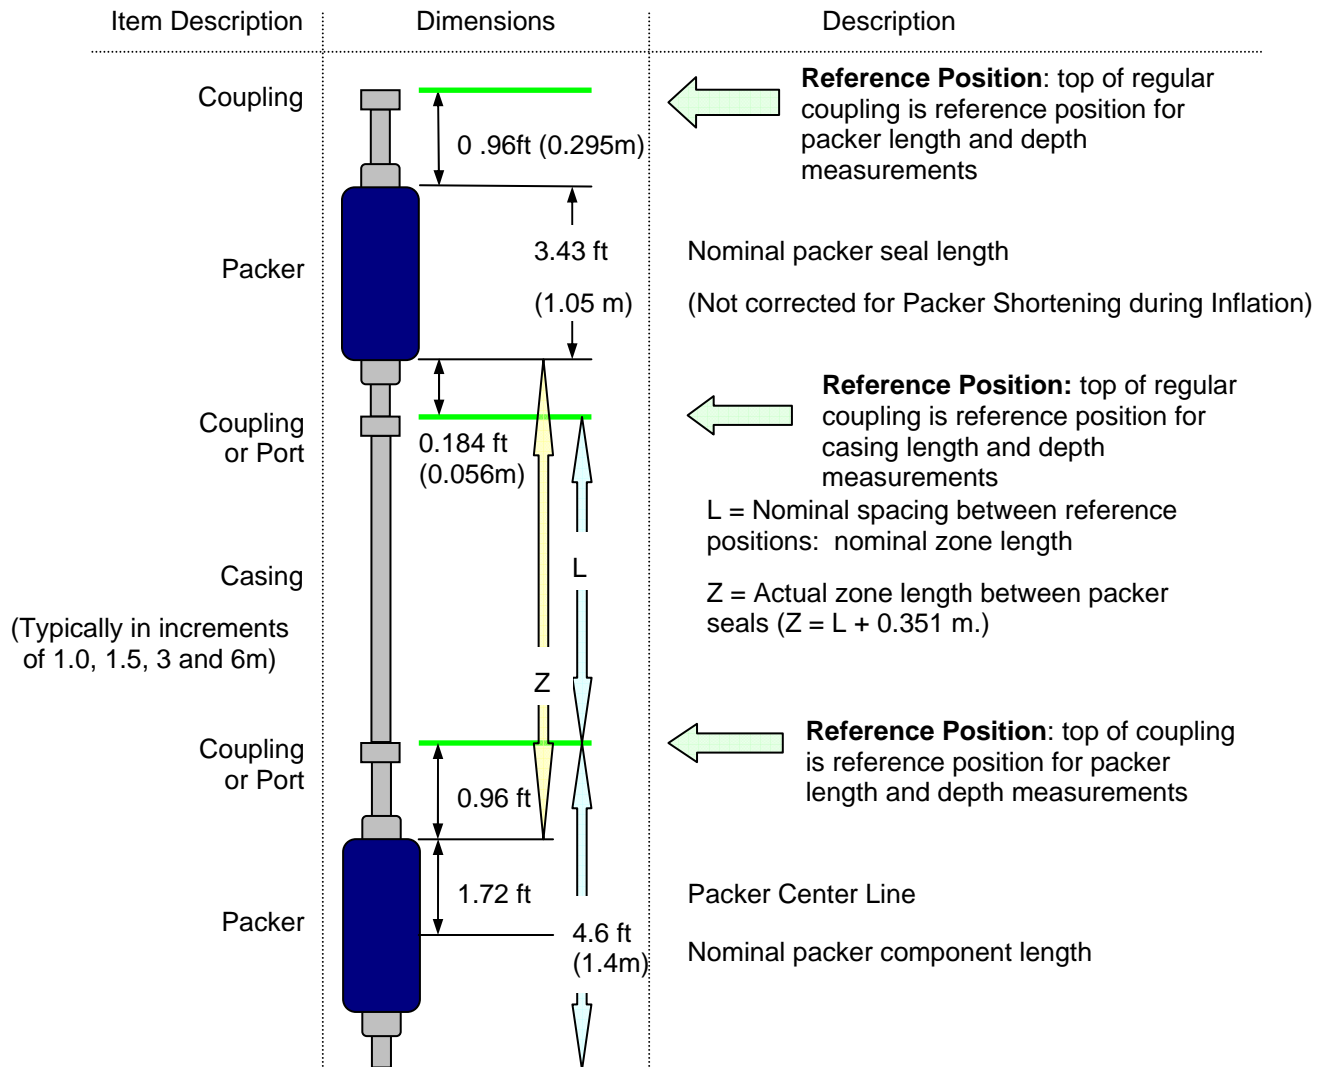 Item Description
Dimensions
Description
Coupling
0 .96ft (0.295m)
Reference Position: top of regular
coupling is reference position for
packer length and depth
measurements
Packer
3.43 ft
(1.05 m)
Nominal packer seal length
(Not corrected for Packer Shortening during Inflation)
Coupling
or Port
0.184 ft
(0.056m)
Reference Position: top of regular
coupling is reference position for
casing length and depth
measurements
L = Nominal spacing between reference
positions:  nominal zone length
Casing
(Typically in increments
of 1.0, 1.5, 3 and 6m)
L
Z
Z = Actual zone length between packer
seals (Z = L + 0.351 m.)
Coupling
or Port
0.96 ft
Reference Position: top of coupling
is reference position for packer
length and depth measurements
Packer
1.72 ft
Packer Center Line
4.6 ft
(1.4m)
Nominal packer component length